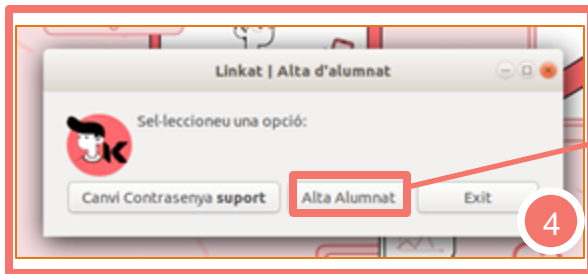 Linkat | Alta d'alumnat
Sel·leccioneu una opció:
Canvi Contrasenya suport
Alta Alumnat
Exit
4